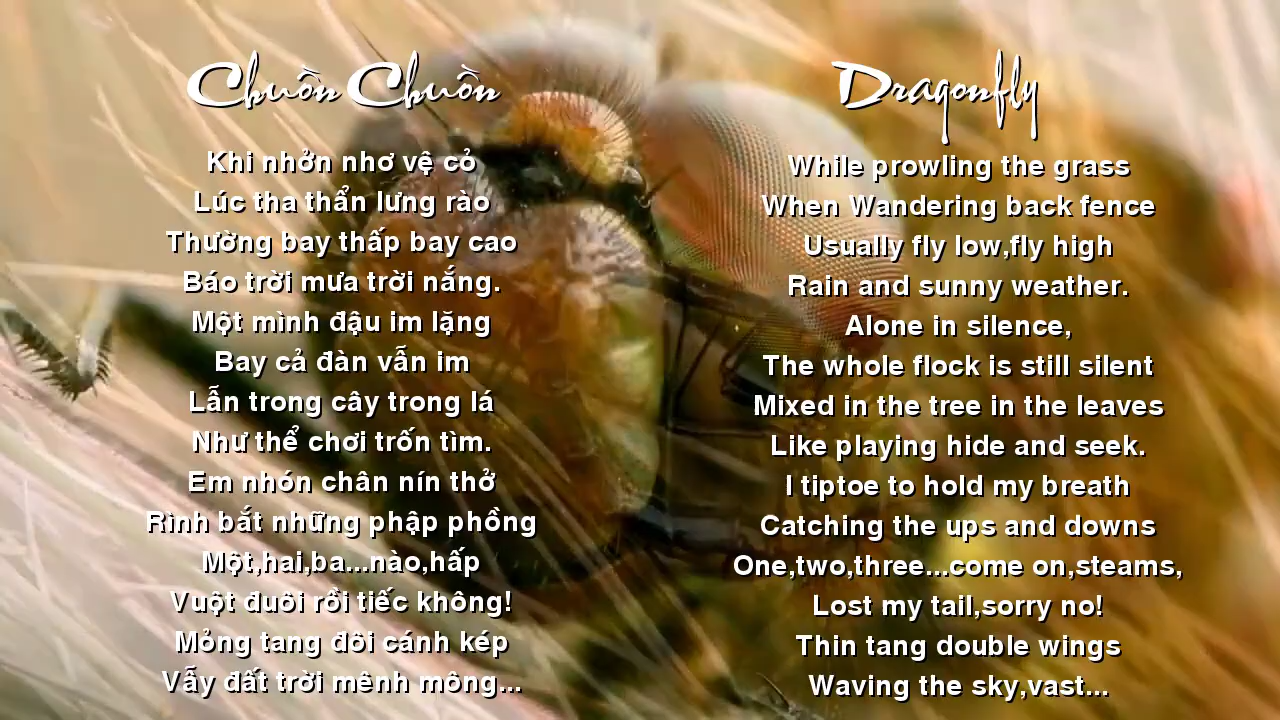 Chuồn Chuồn
Khi nhởn nhơ vệ cỏ
Lúc tha thẩn lưng rào
Thường bay thấp bay cao
Báo trời mưa trời nắng.
Một mình đậu im lặng
Bay cả đàn vẫn im
Lẫn trong cây trong lá
Như thể chơi trốn tìm.
Em nhón chân nín thở
Rình bắt những phập phồng
Một,hai,ba...nào,hấp
Vuột đuôi rồi tiếc không!
Mỏng tang đôi cánh kép
Vẫy đất trời mênh mông...
Dragonfly
While prowling the grass
When Wandering back fence
Usually fly low,fly high
Rain and sunny weather.
Alone in silence,
The whole flock is still silent
Mixed in the tree in the leaves
Like playing hide and seek.
I tiptoe to hold my breath
Catching the ups and downs
One,two,three...come on,steams,
Lost my tail,sorry no!
Thin tang double wings
Waving the sky,vast...